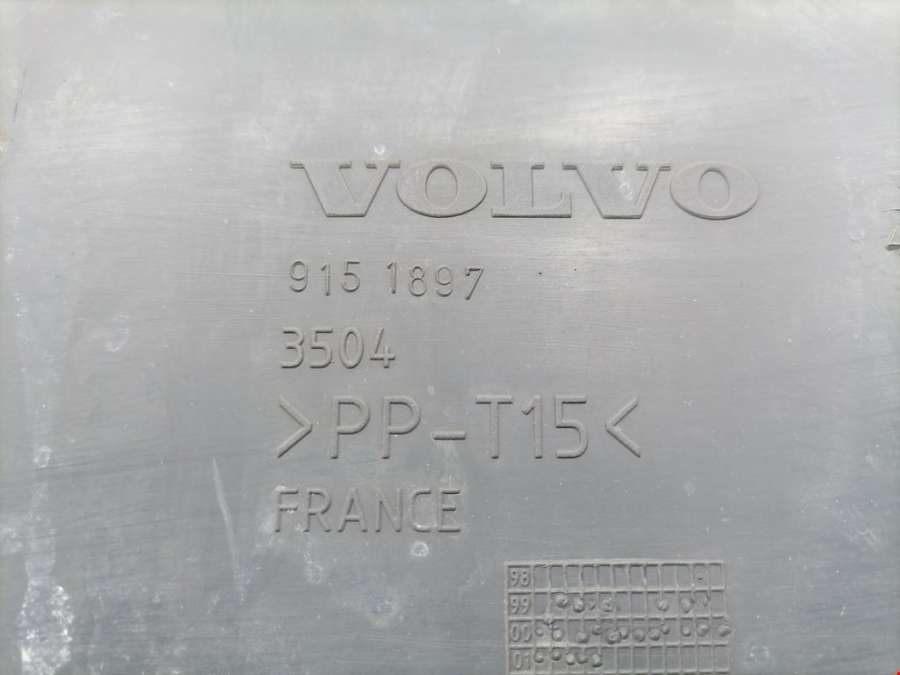 VOLVO
915 1897
3504
>PP-T15<
FRANCE
98
99
00
01